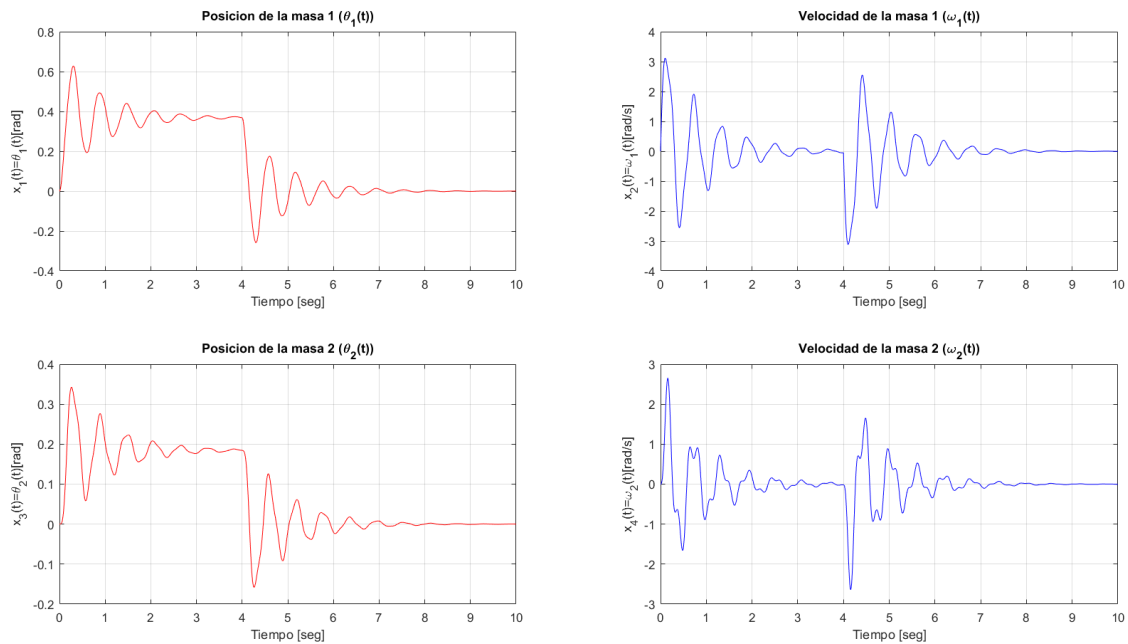 Posicion de la masa 1 (θ1(t))
x1(t)=θ1(t)[rad]
0.8
0.6
0.4
0.2
0
-0.2
-0.4
0 1 2 3 4 5 6 7 8 9 10
Tiempo [seg]
Velocidad de la masa 1 (ω1(t))
x2(t)=ω1(t)[rad/s]
4
3
2
1
0
-1
-2
-3
-4
0 1 2 3 4 5 6 7 8 9 10
Tiempo [seg]
Posicion de la masa 2 (θ2(t))
x3(t)=θ2(t)[rad]
0.4
0.3
0.2
0.1
0
-0.1
-0.2
0 1 2 3 4 5 6 7 8 9 10
Tiempo [seg]
Velocidad de la masa 2 (ω2(t))
x4(t)=ω2(t)[rad/s]
3
2
1
0
-1
-2
-3
0 1 2 3 4 5 6 7 8 9 10
Tiempo [seg]